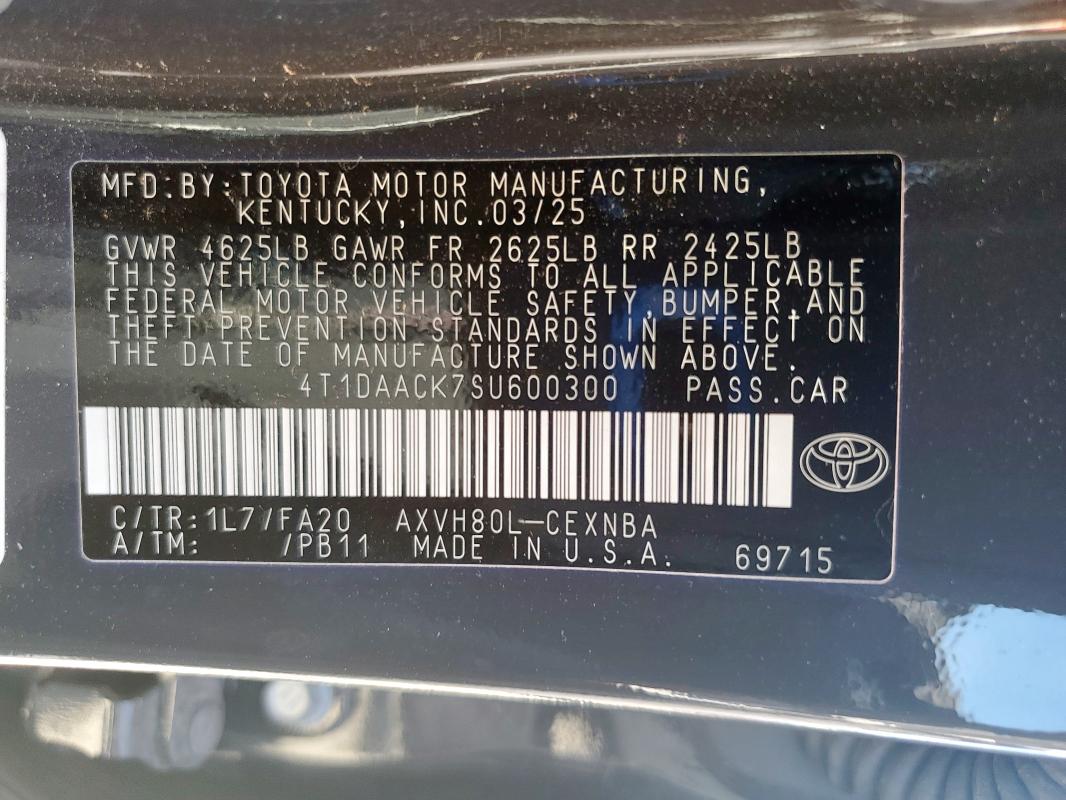 MFD.BY:TOYOTA MOTOR MANUFACTURING,
KENTUCKY,INC.03/25
GVWR 4625LB GAWR FR 2625LB RR 2425LB
THIS VEHICLE CONFORMS TO ALL APPLICABLE
FEDERAL MOTOR VEHICLE SAFETY,BUMPER,AND
THEFT PREVENTION STANDARDS IN EFFECT ON
THE DATE OF MANUFACTURE SHOWN ABOVE.
4T1DAACK7SU600300 PASS.CAR
C/TR:1L7/FA20 AXVH80L-CEXNBA
A/TM: /PB11 MADE IN U.S.A. 69715